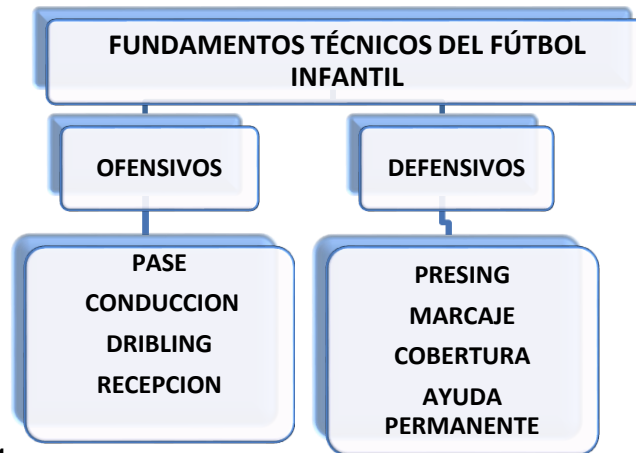 FUNDAMENTOS TÉCNICOS DEL FÚTBOL
INFANTIL
OFENSIVOS
DEFENSIVOS
PASE
CONDUCCION
DRIBLING
RECEPCION
PRESING
MARCAJE
COBERTURA
AYUDA
PERMANENTE